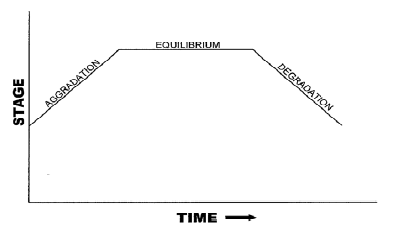 EQUILIBRIUM
AGGRADATION
DEGRADATION
STAGE
TIME